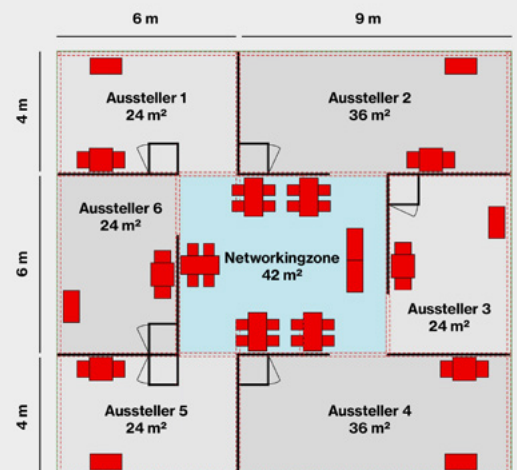 6 m
9 m
4 m
Aussteller 1
24 m²
Aussteller 2
36 m²
6 m
Aussteller 6
24 m²
Networkingzone
42 m²
Aussteller 3
24 m²
4 m
Aussteller 5
24 m²
Aussteller 4
36 m²